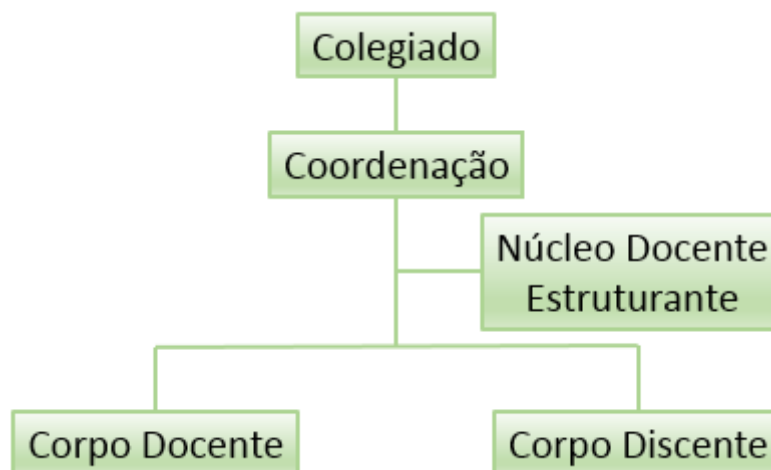 Colegiado
Coordenação
Núcleo Docente
Estruturante
Corpo Docente
Corpo Discente